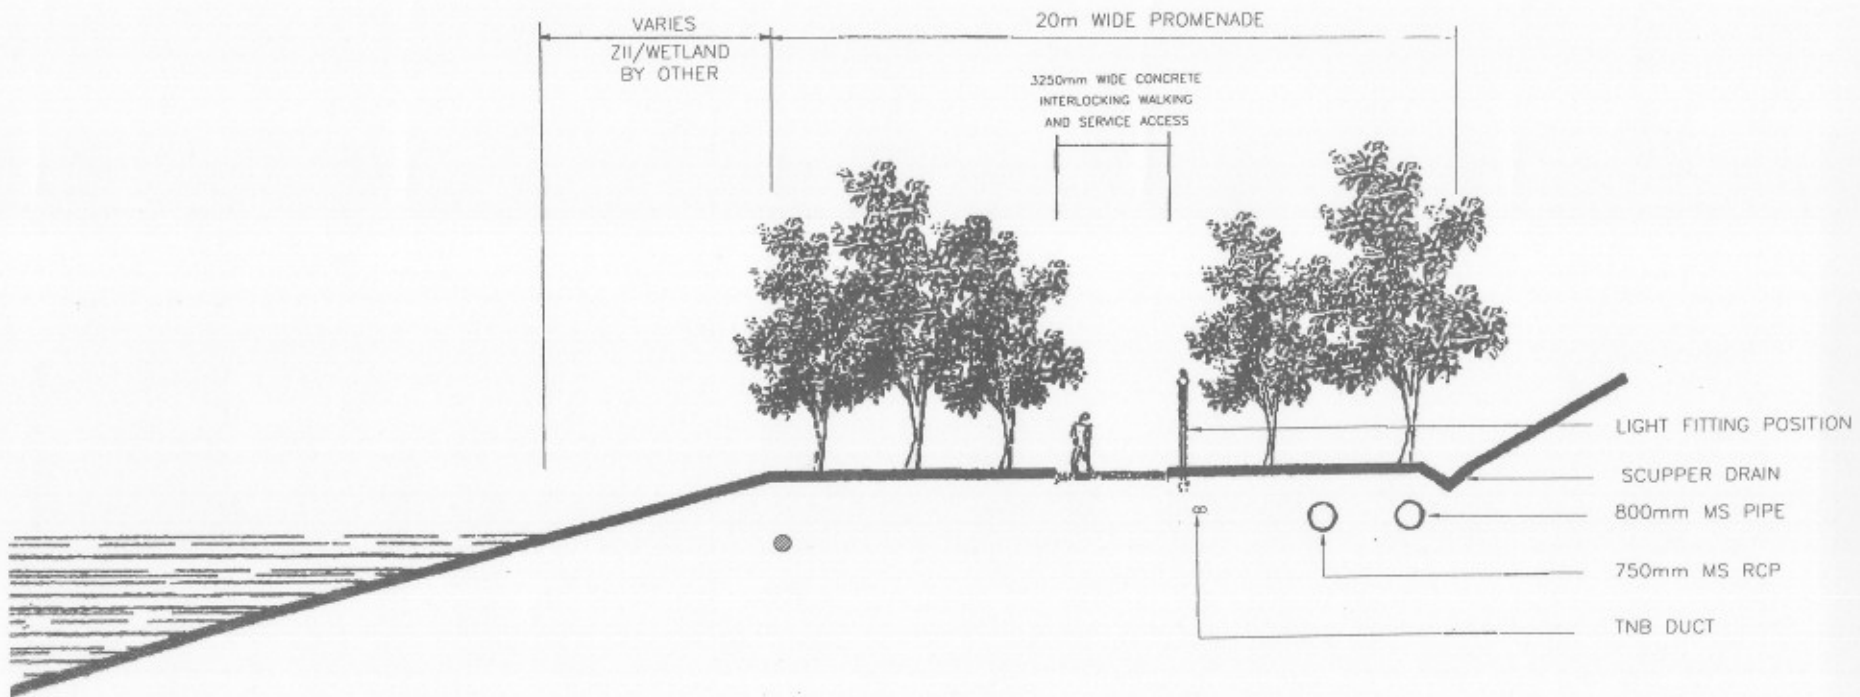 VARIES
ZII/WETLAND
BY OTHER
20m WIDE PROMENADE
3250mm WIDE CONCRETE
INTERLOCKING WALKING
AND SERVICE ACCESS
LIGHT FITTING POSITION
SCUPPER DRAIN
800mm MS PIPE
750mm MS RCP
TNB DUCT